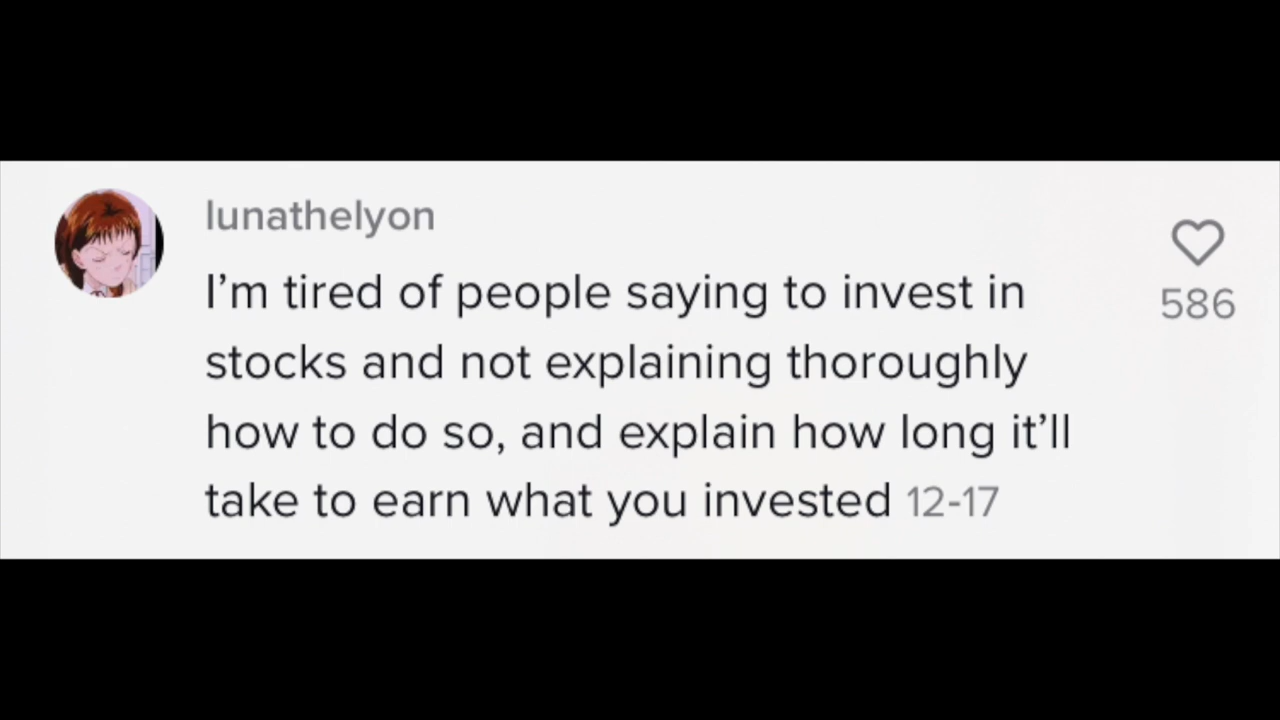 lunathelyon
I’m tired of people saying to invest in
586
stocks and not explaining thoroughly
how to do so, and explain how long it’ll
take to earn what you invested 12-17